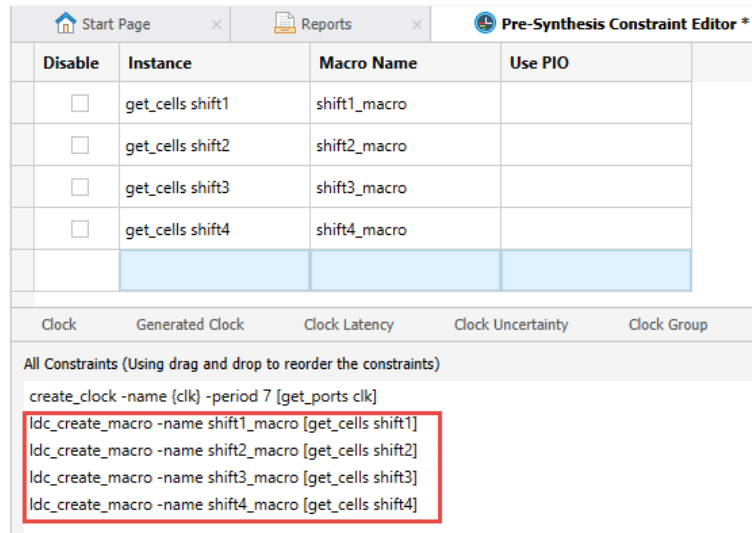 Start Page × Reports × Pre-Synthesis Constraint Editor *
Disable Instance Macro Name Use PIO
get_cells shift1 shift1_macro
get_cells shift2 shift2_macro
get_cells shift3 shift3_macro
get_cells shift4 shift4_macro
Clock Generated Clock Clock Latency Clock Uncertainty Clock Group
All Constraints (Using drag and drop to reorder the constraints)
create_clock -name {clk} -period 7 [get_ports clk]
ldc_create_macro -name shift1_macro [get_cells shift1]
ldc_create_macro -name shift2_macro [get_cells shift2]
ldc_create_macro -name shift3_macro [get_cells shift3]
ldc_create_macro -name shift4_macro [get_cells shift4]